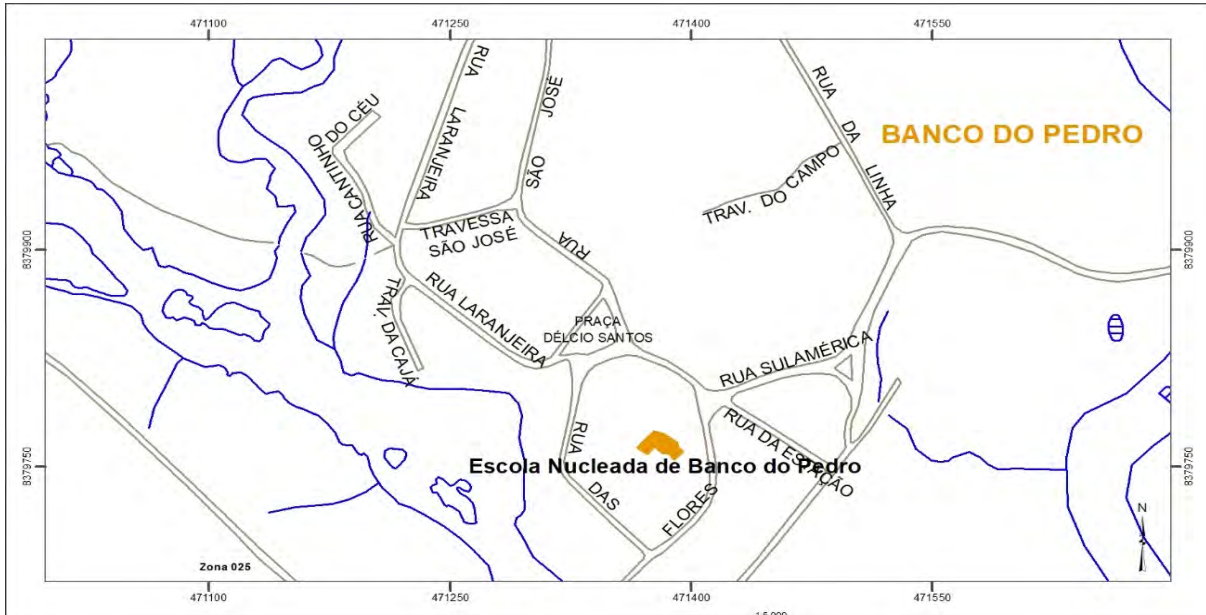 471100
471250
471400
471550
RUA
LARANJEIRA
SÃO JOSÉ
RUA
DA
LINHA
BANCO DO PEDRO
RUA CANTINHO DO CÉU
TRAV. DO CAMPO
TRAVESSA
SÃO JOSÉ
RUA
8379900
8379900
TRAV. DA CAJÁ
RUA LARANJEIRA
PRAÇA
DÉLCIO SANTOS
RUA SULAMÉRICA
RUA
DAS
FLORES
RUA DA ESTAÇÃO
Escola Nucleada de Banco do Pedro
8379750
8379750
N
Zona 025
471100
471250
471400
471550